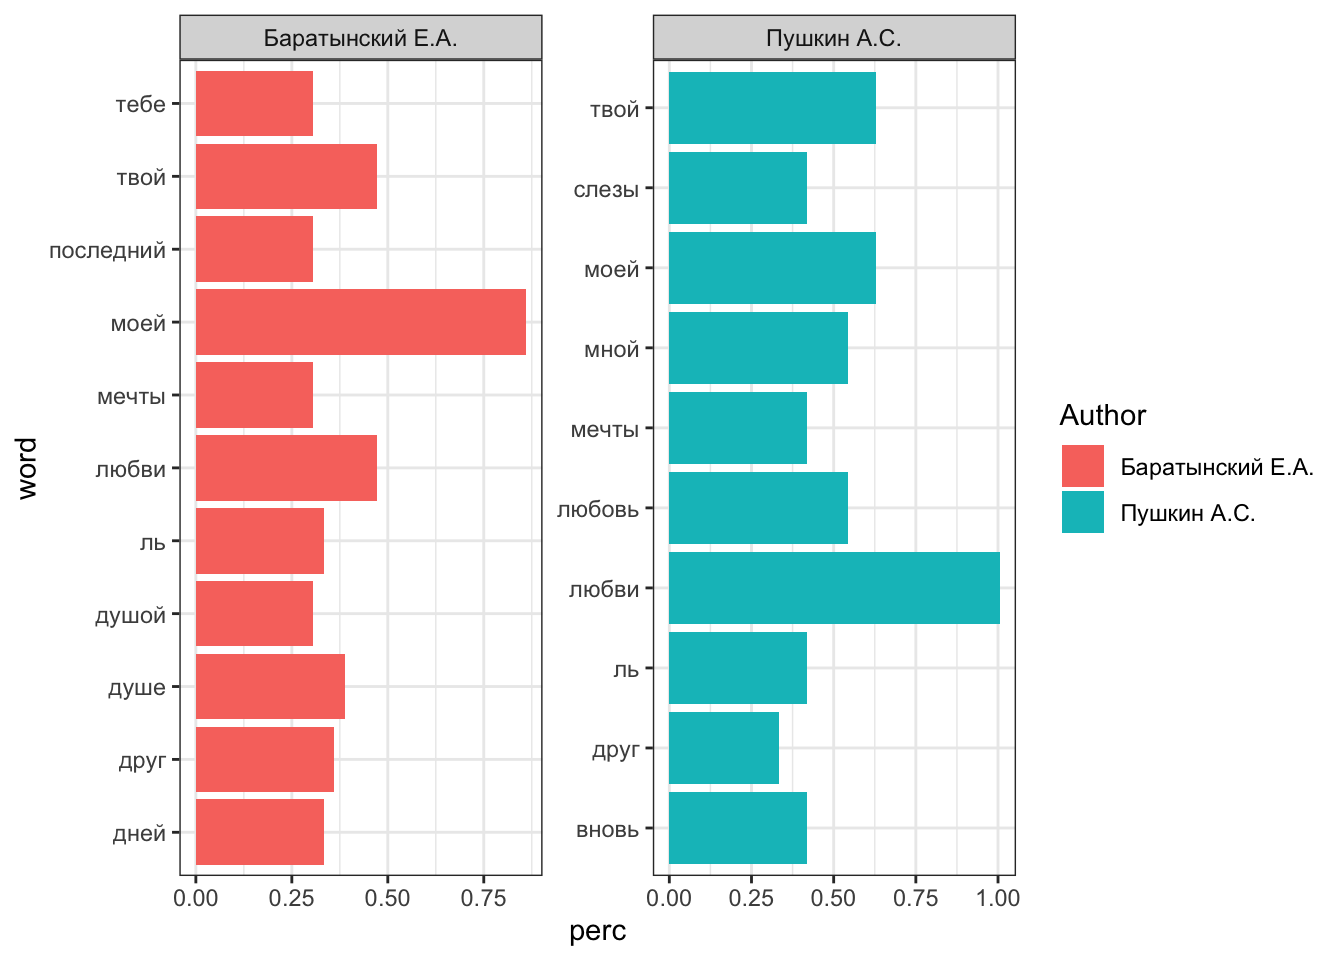 Баратынский Е.А.
Пушкин А.С.
word
тебе
твой
последний
моей
мечты
любви
ль
душой
душе
друг
дней
0.00 0.25 0.50 0.75
твой
слезы
моей
мной
мечты
любовь
любви
ль
друг
вновь
0.00 0.25 0.50 0.75 1.00
perc
Author
Баратынский Е.А.
Пушкин А.С.